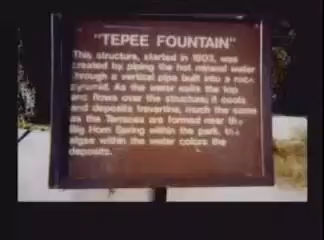 "TEPEE FOUNTAIN"
This structure, started in 1903, was
created by piping the hot mineral water
through a vertical pipe built into a rock
pyramid. As the water exits the top
and flows over the structure, it cools
and deposits travertine, much the same
as the Terraces are formed near the
Big Horn Spring within the park, the
algae within the water colors the
deposits.